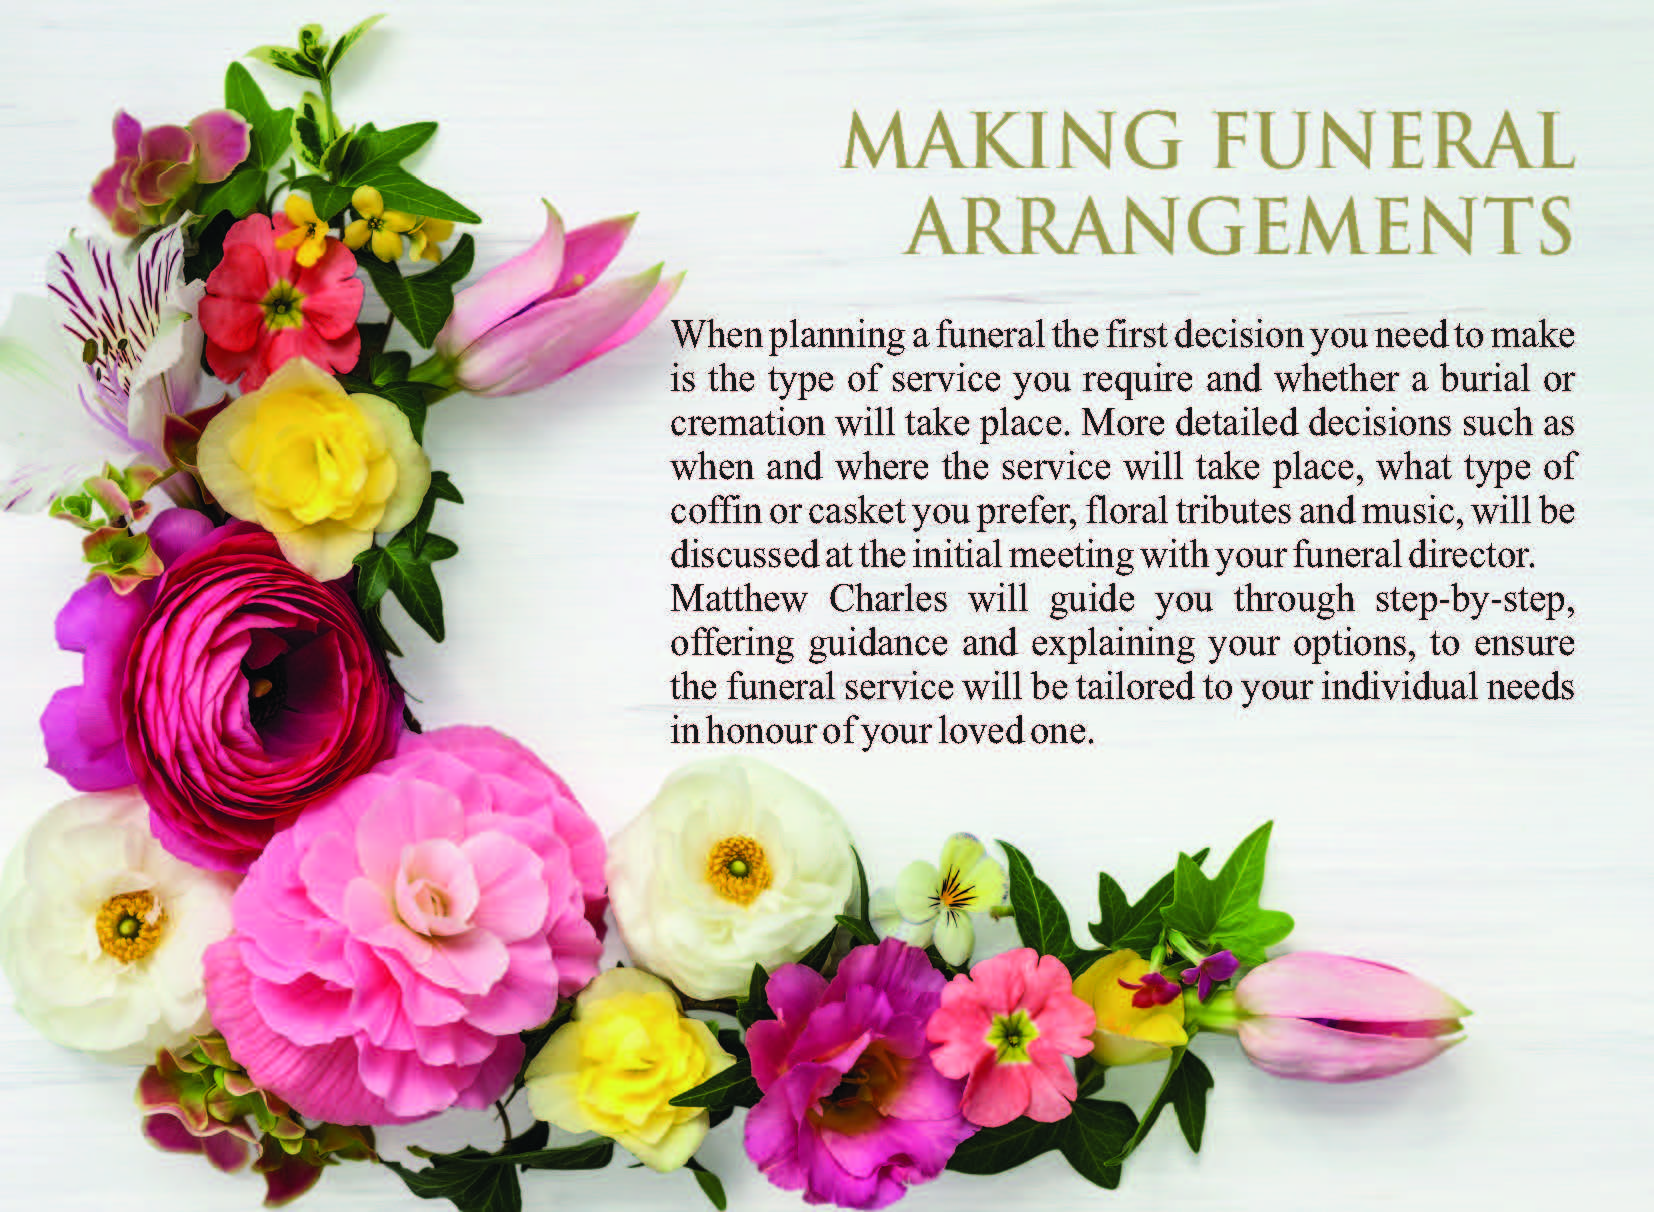 MAKING FUNERAL
ARRANGEMENTS
When planning a funeral the first decision you need to make
is the type of service you require and whether a burial or
cremation will take place. More detailed decisions such as
when and where the service will take place, what type of
coffin or casket you prefer, floral tributes and music, will be
discussed at the initial meeting with your funeral director.
Matthew Charles will guide you through step-by-step,
offering guidance and explaining your options, to ensure
the funeral service will be tailored to your individual needs
in honour of your loved one.